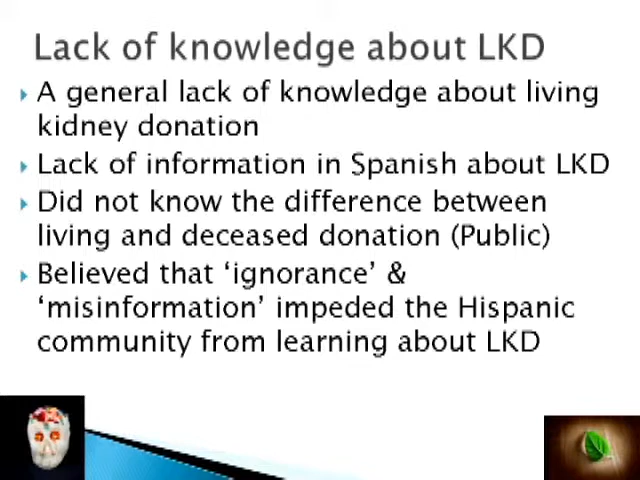 Lack of knowledge about LKD
A general lack of knowledge about living
kidney donation
Lack of information in Spanish about LKD
Did not know the difference between
living and deceased donation (Public)
Believed that ‘ignorance’ &
‘misinformation’ impeded the Hispanic
community from learning about LKD